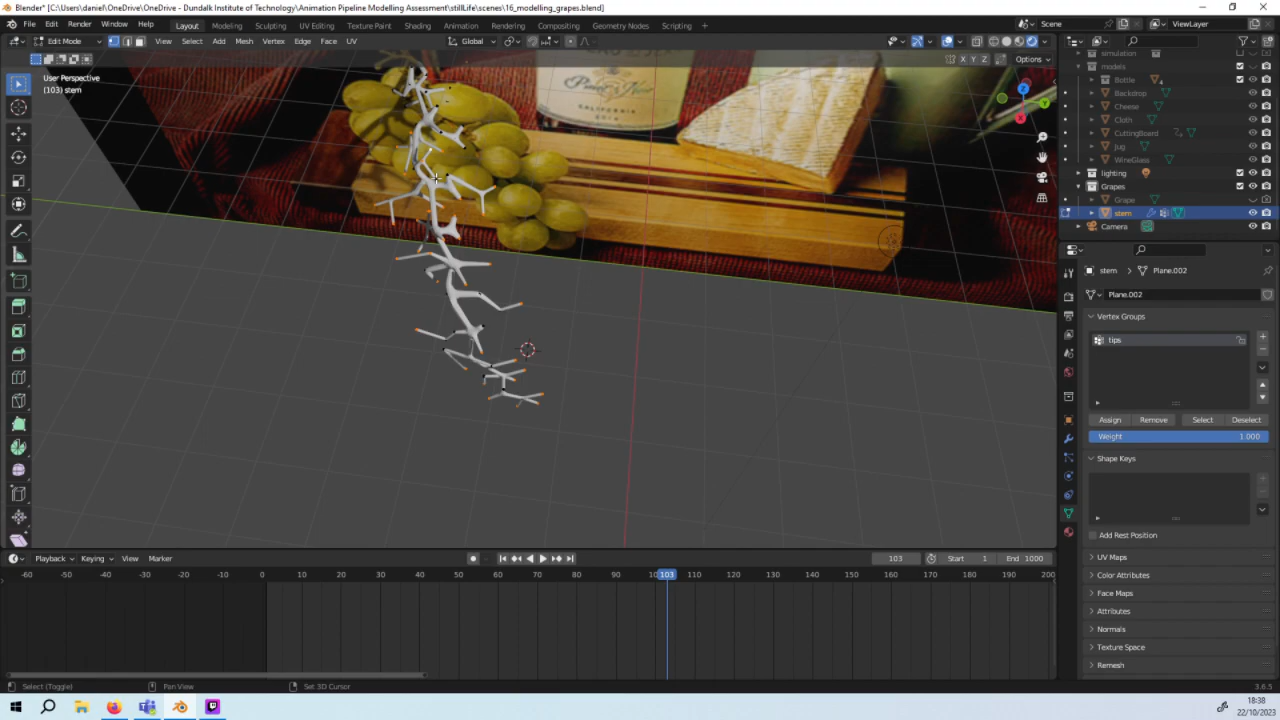 Blender* [C:\Users\daniel\OneDrive\OneDrive - Dundalk Institute of Technology\Animation Pipeline Modelling Assessment\stillLife\scenes\16_modelling_grapes.blend]
File Edit Render Window Help Layout Modeling Sculpting UV Editing Texture Paint Shading Animation Rendering Compositing Geometry Nodes Scripting + Scene ViewLayer
Edit Mode View Select Add Mesh Vertex Edge Face UV Global
X Y Z Options
User Perspective
(103) stem
CALIFORNIA
Z
Y
X
simulation
models
Bottle
Backdrop
Cheese
Cloth
CuttingBoard
Jug
WineGlass
lighting
Grapes
Grape
stem
Camera
stem > Plane.002
Plane.002
Vertex Groups
tips
Assign Remove Select Deselect
Weight 1.000
Shape Keys
Add Rest Position
UV Maps
Color Attributes
Face Maps
Attributes
Normals
Texture Space
Remesh
Playback Keying View Marker 103 Start 1 End 1000
-60 -50 -40 -30 -20 -10 0 10 20 30 40 50 60 70 80 90 103 110 120 130 140 150 160 170 180 190 200
Select (Toggle) Pan View Set 3D Cursor 3.6.5
18:38
22/10/2023